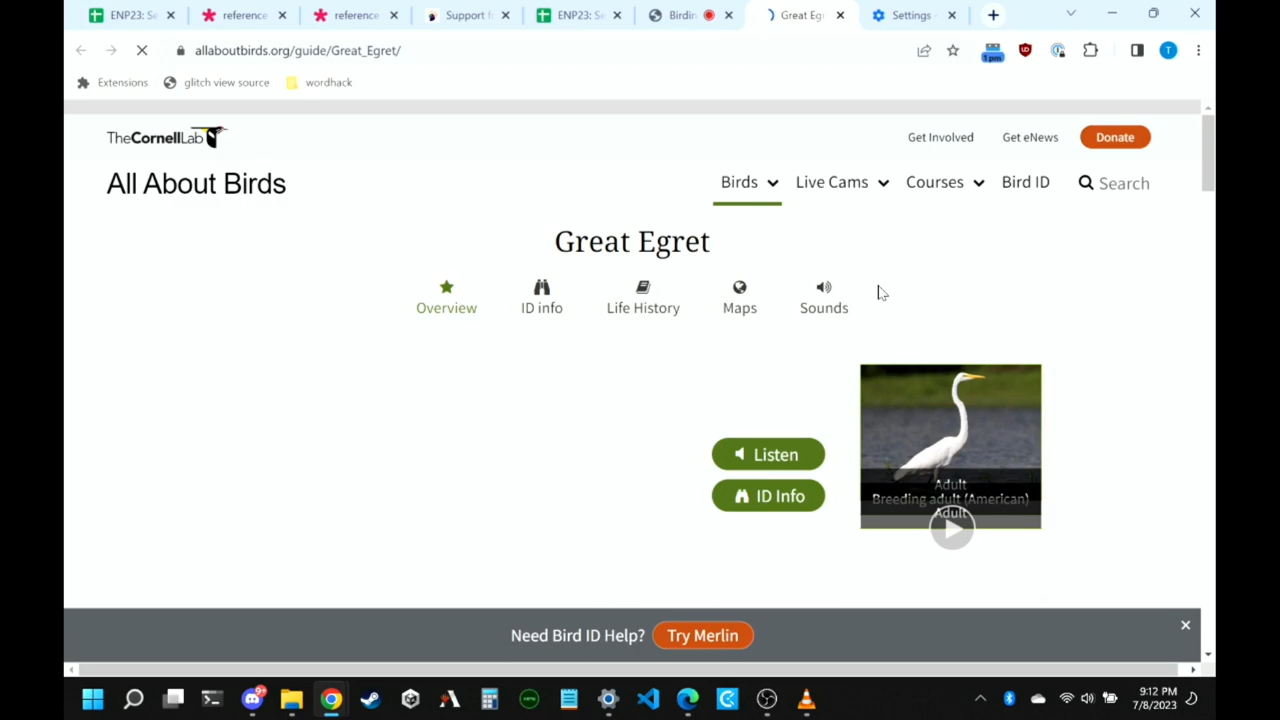 ENP23: Se
reference
reference
Support f
ENP23: Se
Birdin
Great Eg
Settings
allaboutbirds.org/guide/Great_Egret/
1pm
T
Extensions
glitch view source
wordhack
TheCornellLab
Get Involved
Get eNews
Donate
All About Birds
Birds
Live Cams
Courses
Bird ID
Search
Great Egret
Overview
ID info
Life History
Maps
Sounds
Listen
ID Info
Adult
Breeding adult (American)
Adult
Need Bird ID Help?
Try Merlin
9:12 PM
7/8/2023